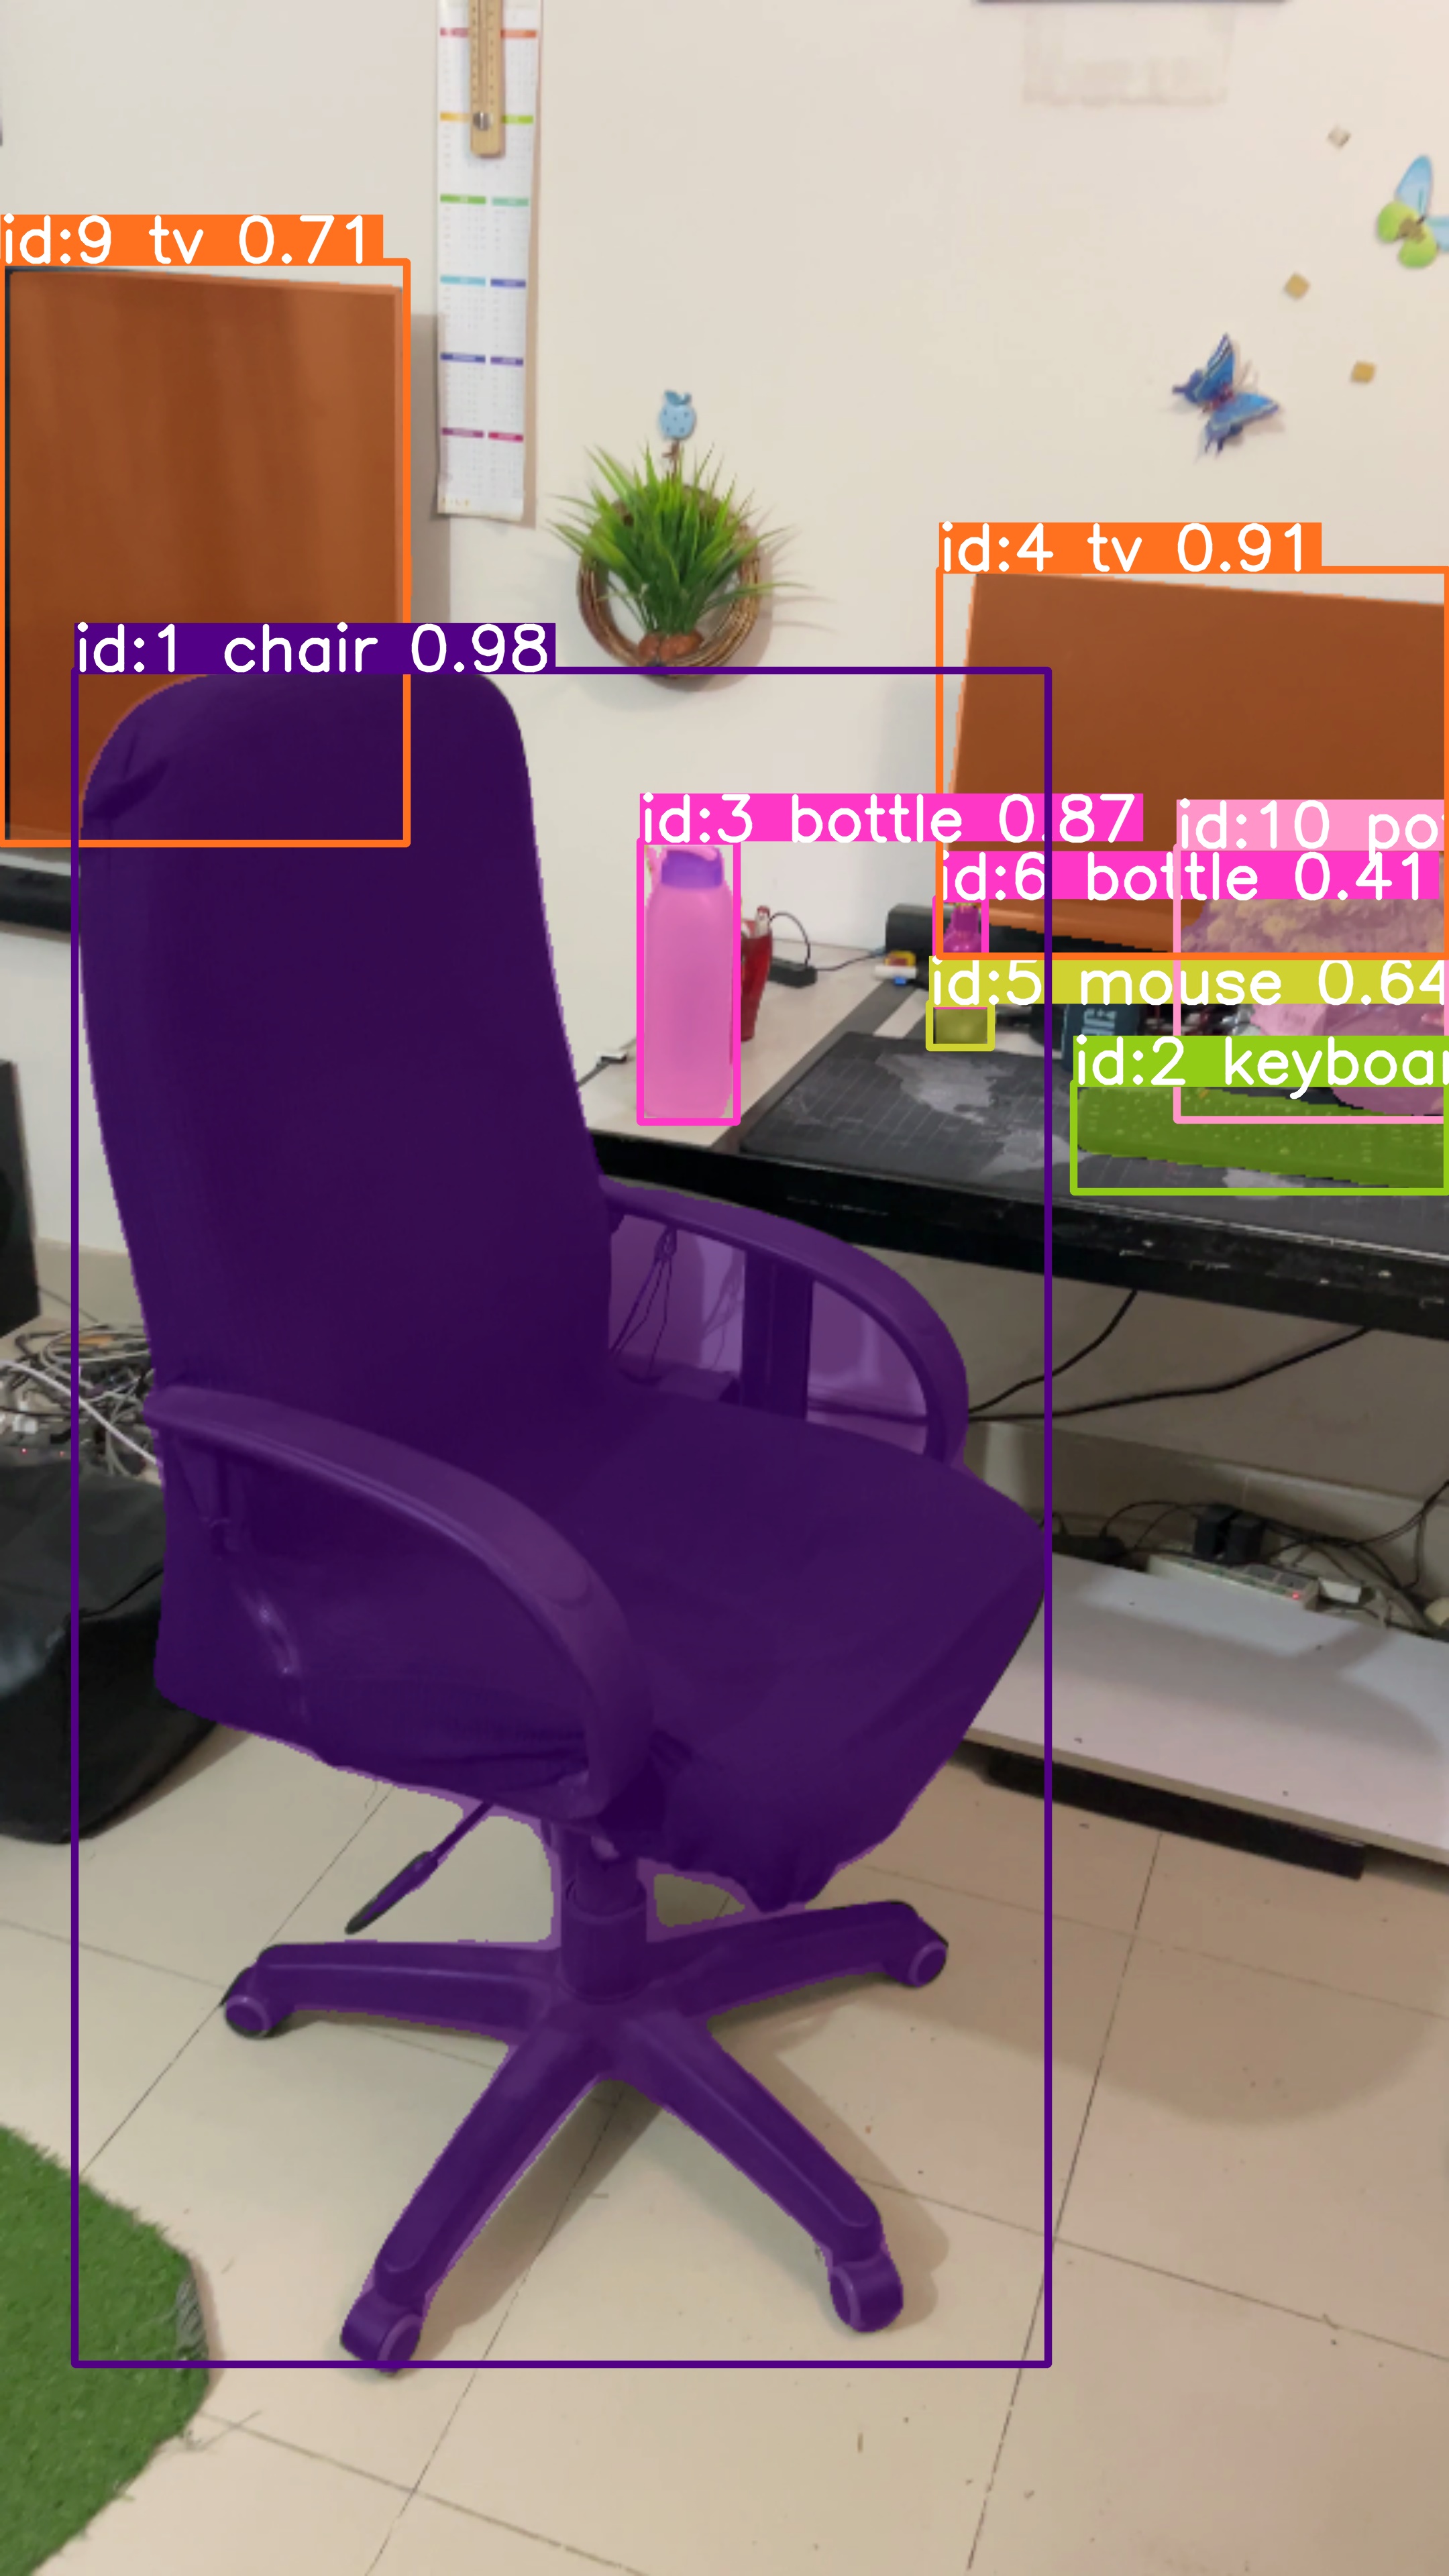 id:9 tv 0.71
id:4 tv 0.91
id:1 chair 0.98
id:3 bottle 0.87
id:10 po
id:6 bottle 0.41
id:5 mouse 0.64
id:2 keyboar